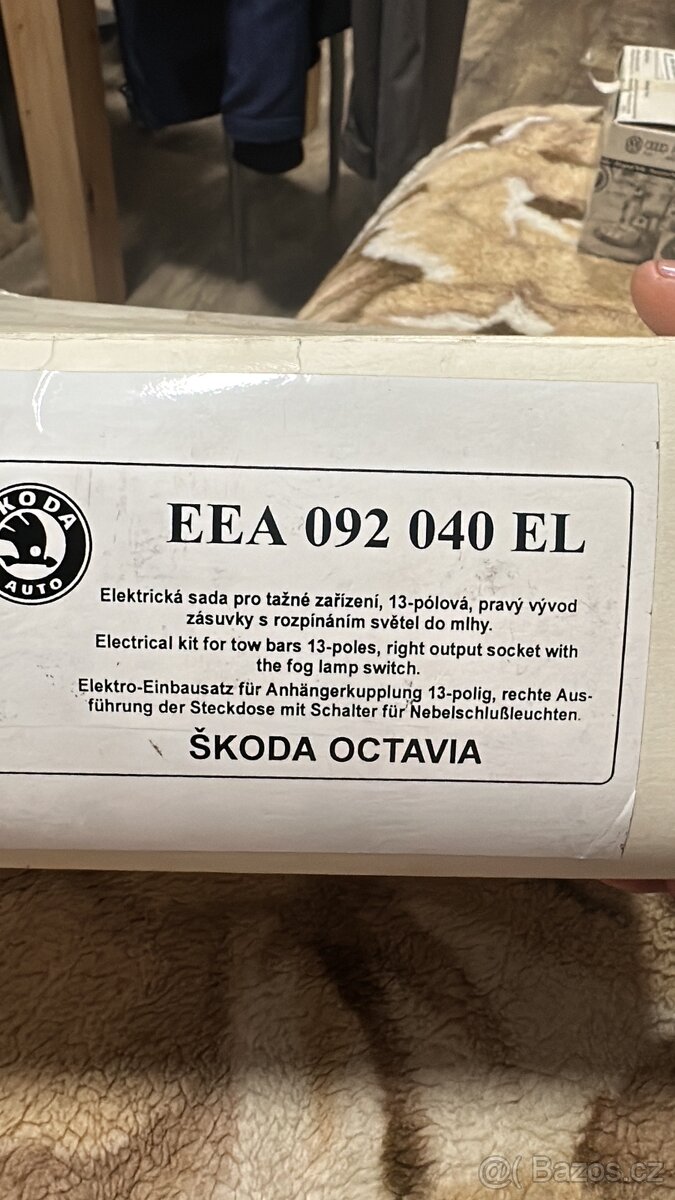 ŠKODA
AUTO
EEA 092 040 EL
Elektrická sada pro tažné zařízení, 13-pólová, pravý vývod
zásuvky s rozpínáním světel do mlhy.
Electrical kit for tow bars 13-poles, right output socket with
the fog lamp switch.
Elektro-Einbausatz für Anhängerkupplung 13-polig, rechte Aus-
führung der Steckdose mit Schalter für Nebelschlußleuchten.
ŠKODA OCTAVIA
@( Bazos.cz